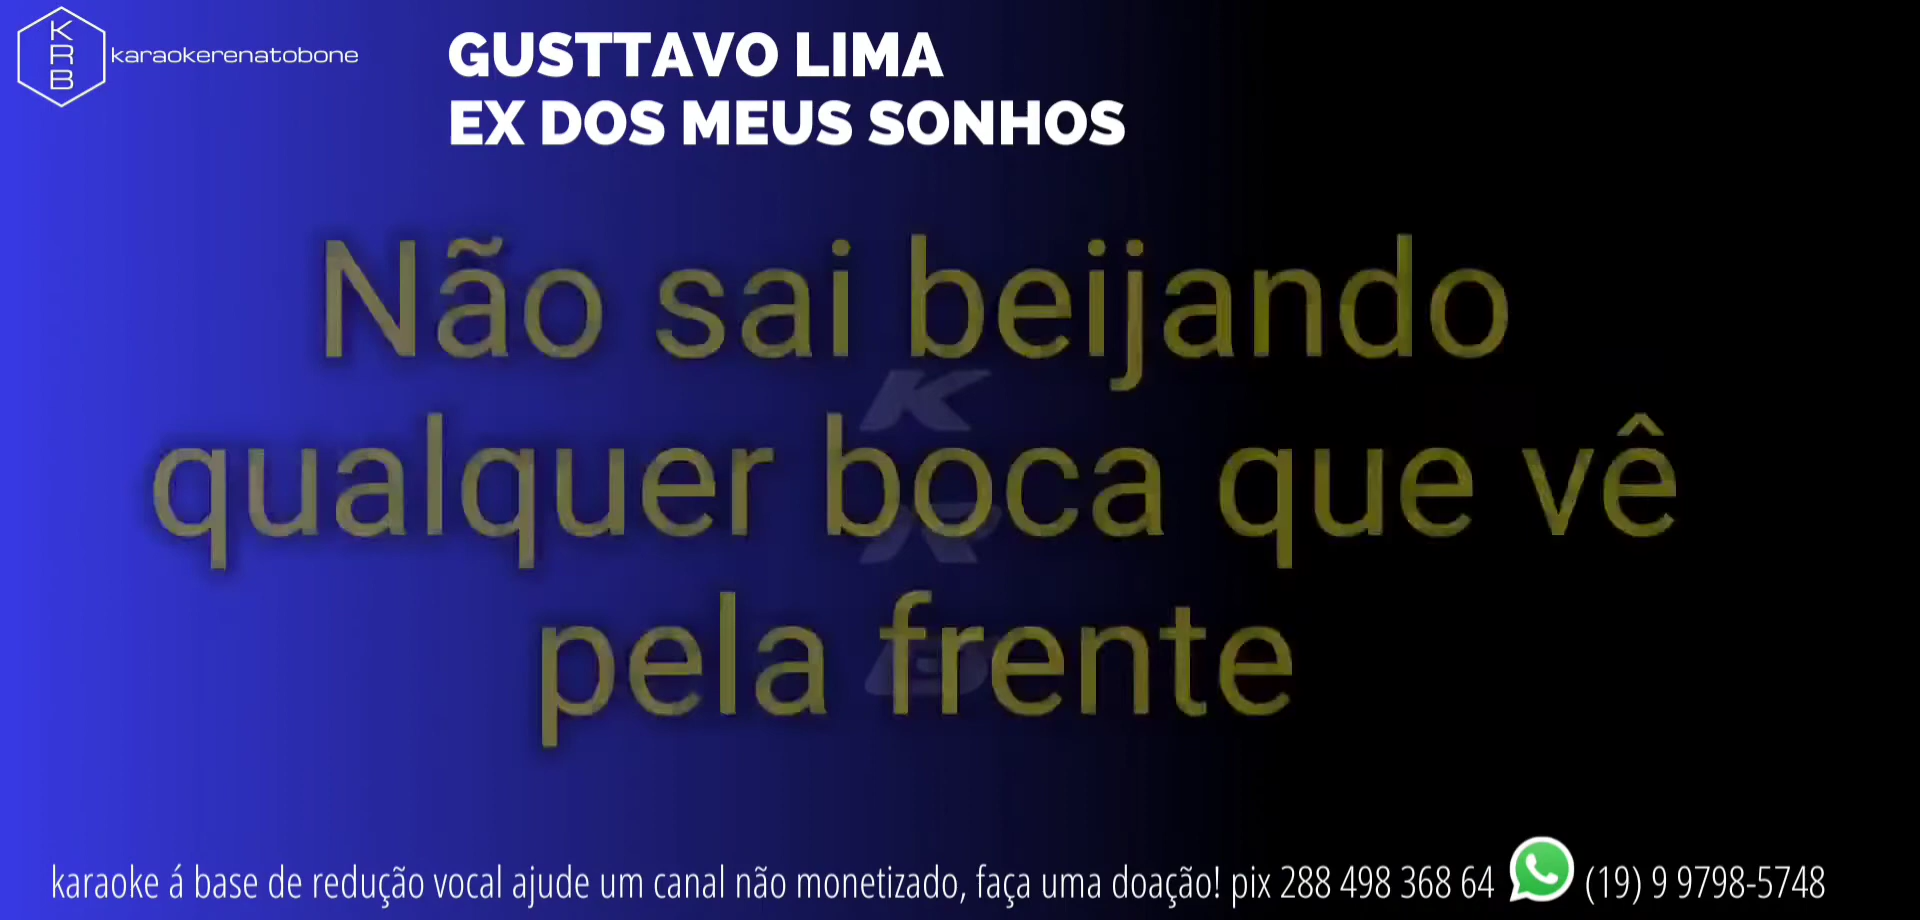 K
R
B
karaokerenatobone
GUSTTAVO LIMA
EX DOS MEUS SONHOS
Não sai beijando
qualquer boca que vê
pela frente
K
R
B
karaoke á base de redução vocal ajude um canal não monetizado, faça uma doação! pix 288 498 368 64 (19) 9 9798-5748